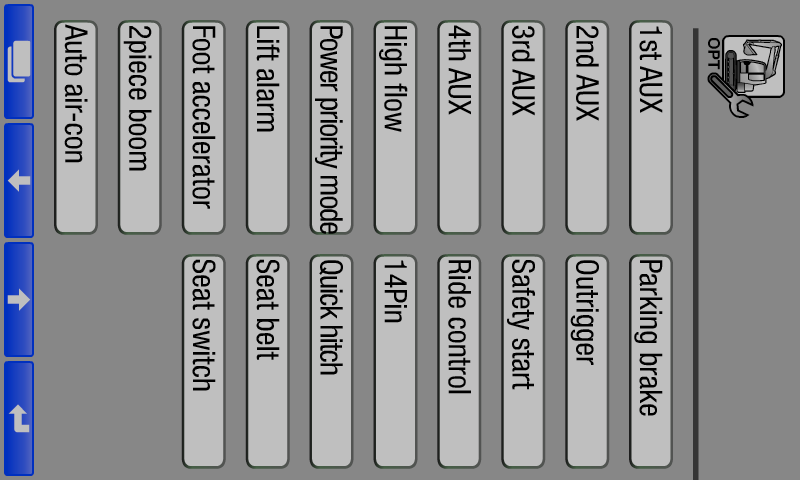 OPT
1st AUX
2nd AUX
3rd AUX
4th AUX
High flow
Power priority mode
Lift alarm
Foot accelerator
2piece boom
Auto air-con
Parking brake
Outrigger
Safety start
Ride control
14Pin
Quick hitch
Seat belt
Seat switch